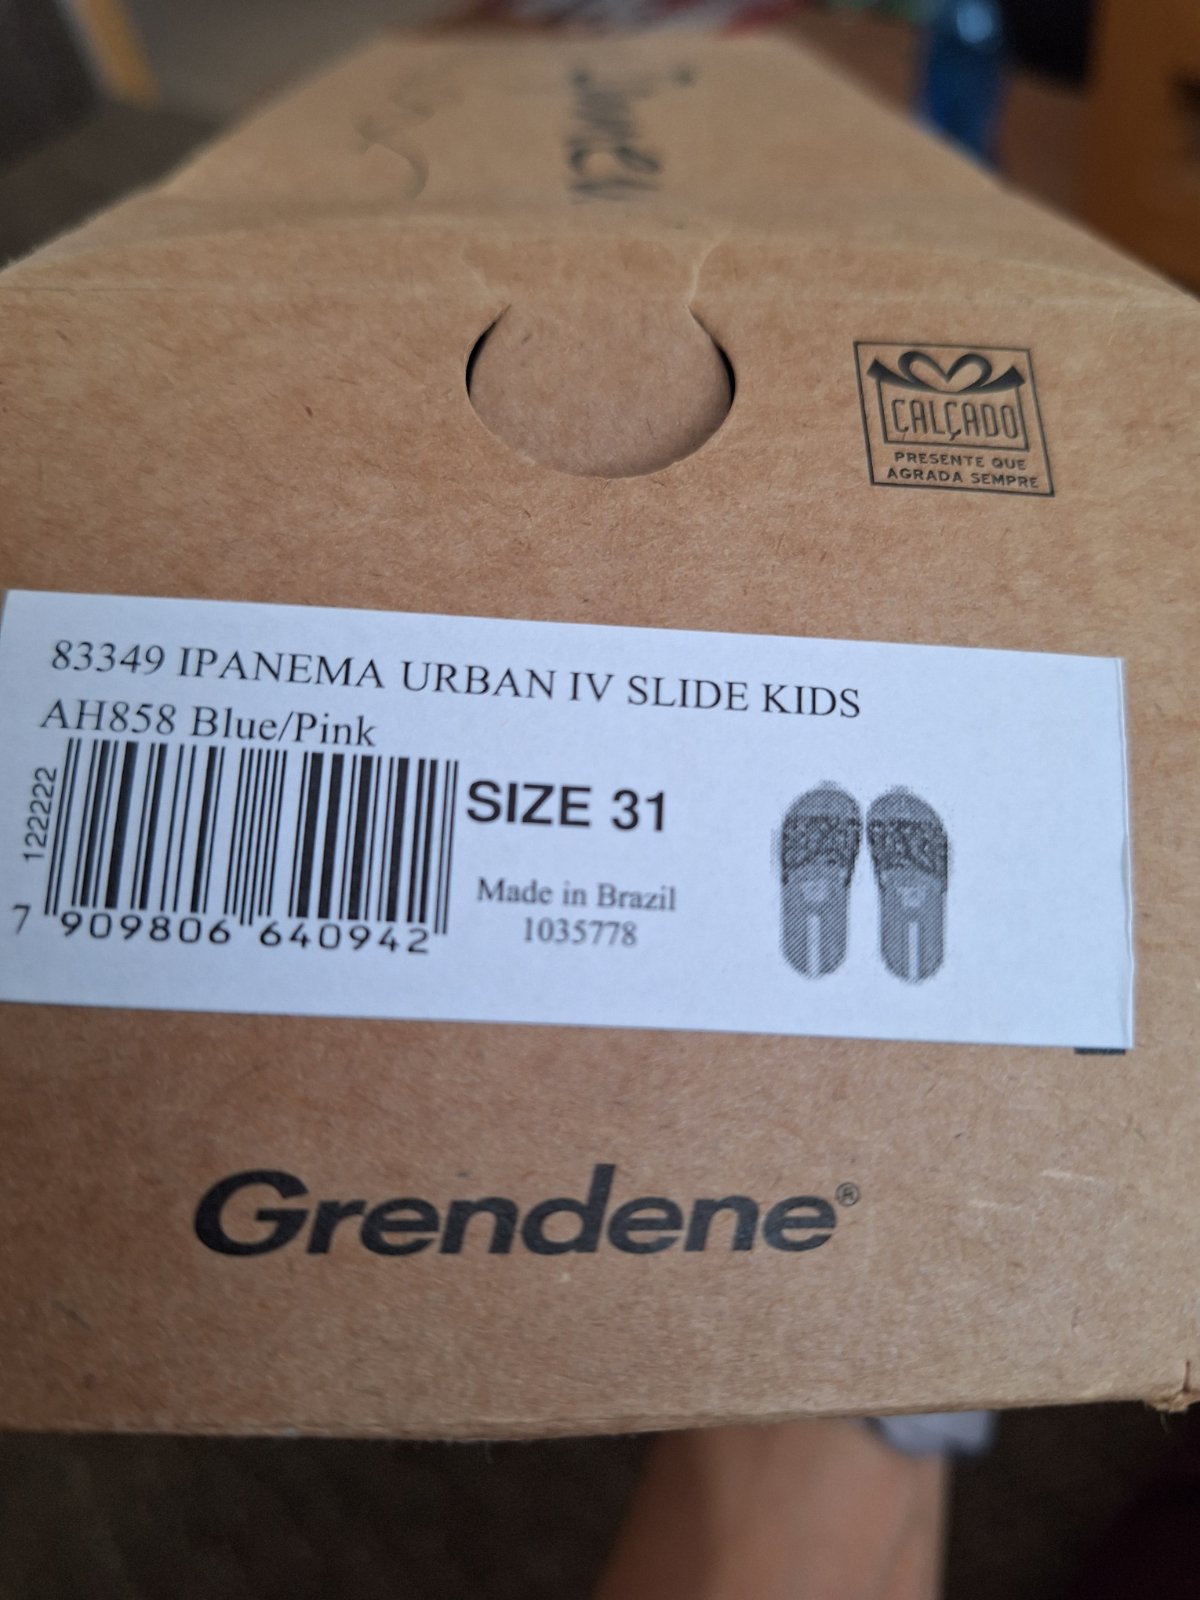 CALÇADO
PRESENTE QUE
AGRADA SEMPRE
83349 IPANEMA URBAN IV SLIDE KIDS
AH858 Blue/Pink
122222
SIZE 31
Made in Brazil
1035778
7 909806 640942
Grendene®